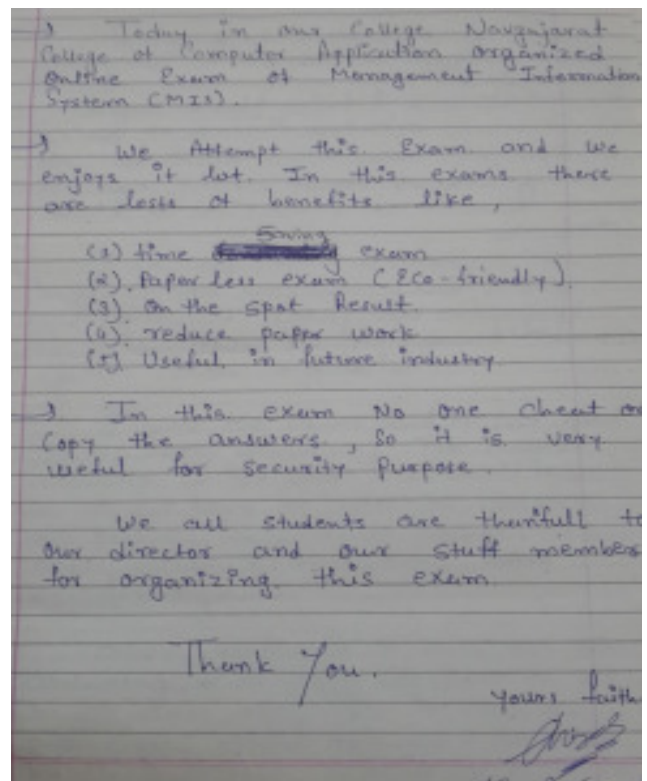 → Today in our College Navgujarat
College of Computer Application organized
Online Exam of Management Information
System (MIS).
→ We Attempt this Exam and we
enjoys it lot. In this exams there
are losts of benefits like,
(1) time Saving exam
(2) Paper less exam (Eco-friendly).
(3) on the spot Result.
(4) reduce paper work
(5) Useful in future industry
→ In this exam No one cheat or
Copy the answers, so it is very
useful for security purpose.
We all students are thanfull to
our director and our stuff members
for organizing this exam
Thank You.
yours faith